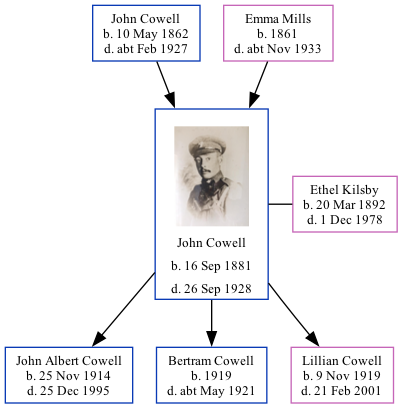 John Cowell
b. 10 May 1862
d. abt Feb 1927
Emma Mills
b. 1861
d. abt Nov 1933
John Cowell
b. 16 Sep 1881
d. 26 Sep 1928
Ethel Kilsby
b. 20 Mar 1892
d. 1 Dec 1978
John Albert Cowell
b. 25 Nov 1914
d. 25 Dec 1995
Bertram Cowell
b. 1919
d. abt May 1921
Lillian Cowell
b. 9 Nov 1919
d. 21 Feb 2001